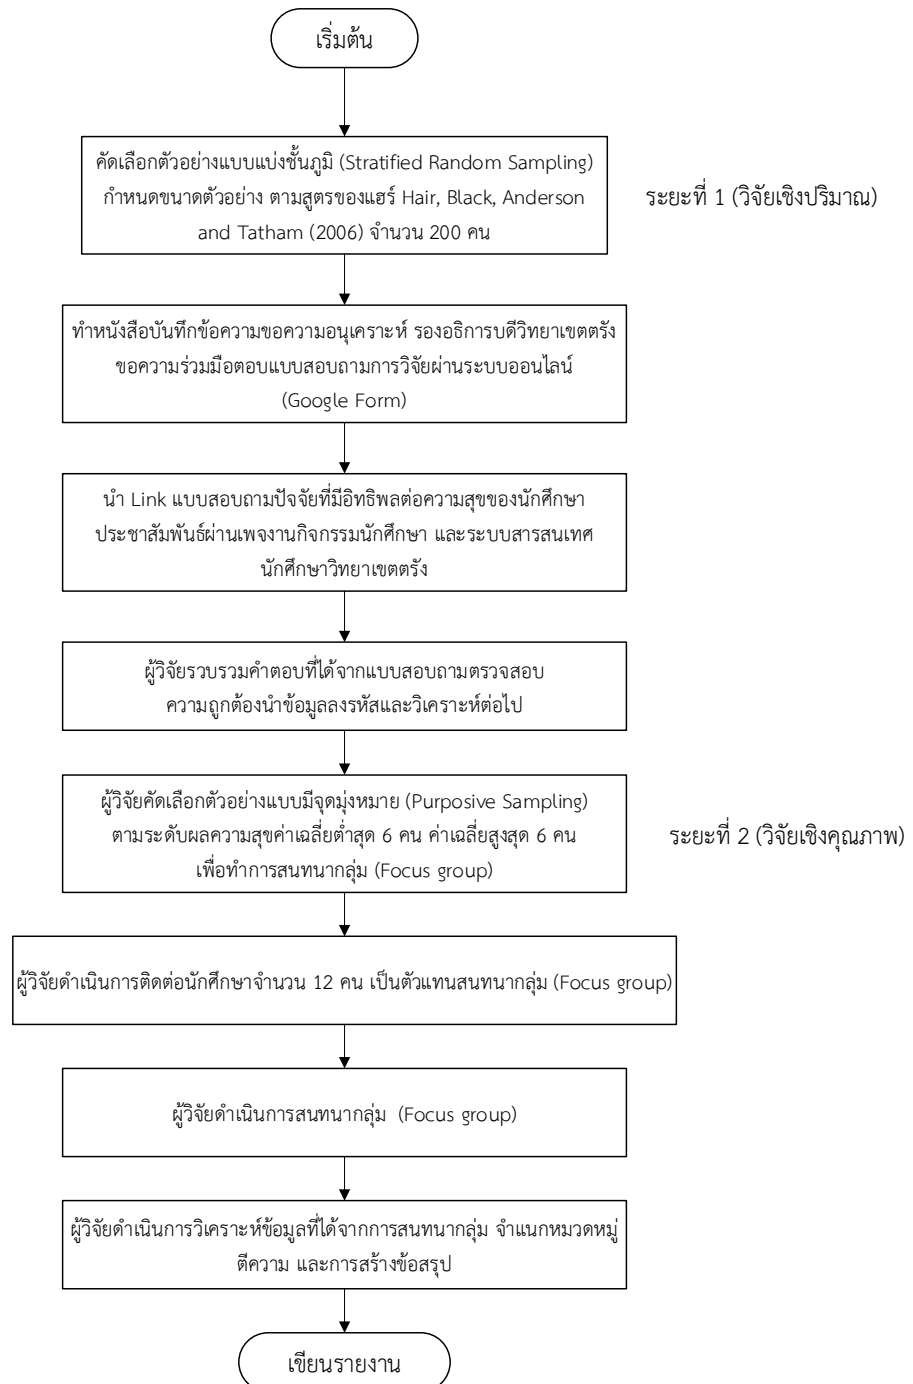 เริ่มต้น
คัดเลือกตัวอย่างแบบแบ่งชั้นภูมิ (Stratified Random Sampling)
กำหนดขนาดตัวอย่าง ตามสูตรของแฮร์ Hair, Black, Anderson
and Tatham (2006) จำนวน 200 คน
ระยะที่ 1 (วิจัยเชิงปริมาณ)
ทำหนังสือบันทึกข้อความขอความอนุเคราะห์ รองอธิการบดีวิทยาเขตตรัง
ขอความร่วมมือตอบแบบสอบถามการวิจัยผ่านระบบออนไลน์
(Google Form)
นำ Link แบบสอบถามปัจจัยที่มีอิทธิพลต่อความสุขของนักศึกษา
ประชาสัมพันธ์ผ่านเพจงานกิจกรรมนักศึกษา และระบบสารสนเทศ
นักศึกษาวิทยาเขตตรัง
ผู้วิจัยรวบรวมคำตอบที่ได้จากแบบสอบถามตรวจสอบ
ความถูกต้องนำข้อมูลลงรหัสและวิเคราะห์ต่อไป
ผู้วิจัยคัดเลือกตัวอย่างแบบมีจุดมุ่งหมาย (Purposive Sampling)
ตามระดับผลความสุขค่าเฉลี่ยต่ำสุด 6 คน ค่าเฉลี่ยสูงสุด 6 คน
เพื่อทำการสนทนากลุ่ม (Focus group)
ระยะที่ 2 (วิจัยเชิงคุณภาพ)
ผู้วิจัยดำเนินการติดต่อนักศึกษาจำนวน 12 คน เป็นตัวแทนสนทนากลุ่ม (Focus group)
ผู้วิจัยดำเนินการสนทนากลุ่ม (Focus group)
ผู้วิจัยดำเนินการวิเคราะห์ข้อมูลที่ได้จากการสนทนากลุ่ม จำแนกหมวดหมู่
ตีความ และการสร้างข้อสรุป
เขียนรายงาน